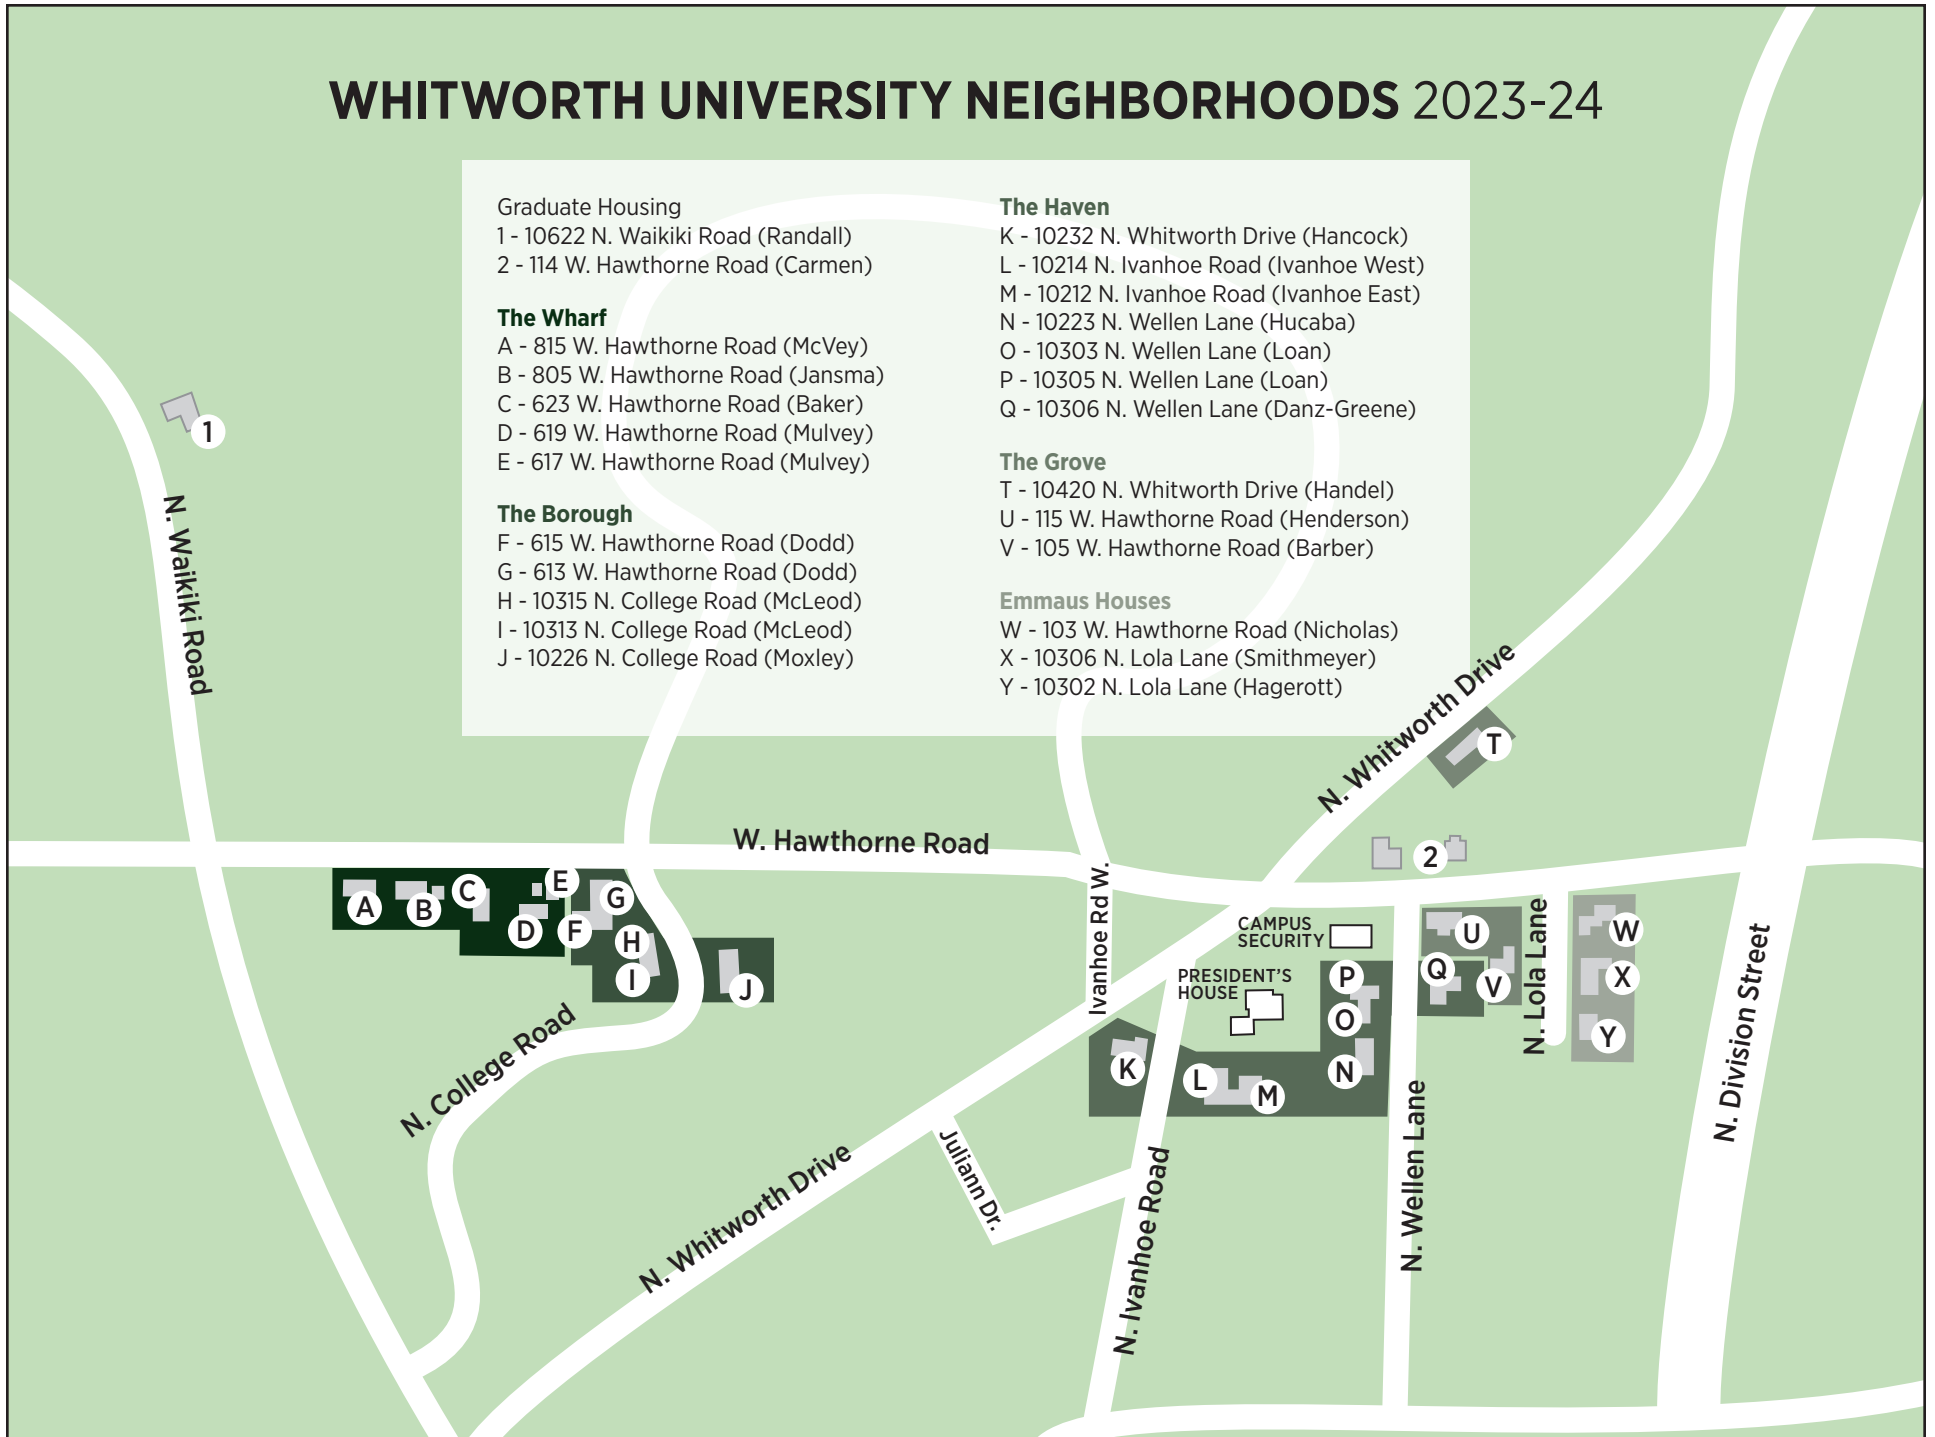 WHITWORTH UNIVERSITY NEIGHBORHOODS 2023-24
Graduate Housing
1 - 10622 N. Waikiki Road (Randall)
2 - 114 W. Hawthorne Road (Carmen)
The Wharf
A - 815 W. Hawthorne Road (McVey)
B - 805 W. Hawthorne Road (Jansma)
C - 623 W. Hawthorne Road (Baker)
D - 619 W. Hawthorne Road (Mulvey)
E - 617 W. Hawthorne Road (Mulvey)
The Borough
F - 615 W. Hawthorne Road (Dodd)
G - 613 W. Hawthorne Road (Dodd)
H - 10315 N. College Road (McLeod)
I - 10313 N. College Road (McLeod)
J - 10226 N. College Road (Moxley)
The Haven
K - 10232 N. Whitworth Drive (Hancock)
L - 10214 N. Ivanhoe Road (Ivanhoe West)
M - 10212 N. Ivanhoe Road (Ivanhoe East)
N - 10223 N. Wellen Lane (Hucaba)
O - 10303 N. Wellen Lane (Loan)
P - 10305 N. Wellen Lane (Loan)
Q - 10306 N. Wellen Lane (Danz-Greene)
The Grove
T - 10420 N. Whitworth Drive (Handel)
U - 115 W. Hawthorne Road (Henderson)
V - 105 W. Hawthorne Road (Barber)
Emmaus Houses
W - 103 W. Hawthorne Road (Nicholas)
X - 10306 N. Lola Lane (Smithmeyer)
Y - 10302 N. Lola Lane (Hagerott)
1
N. Waikiki Road
N. Whitworth Drive
T
W. Hawthorne Road
2
A
B
C
D
E
F
G
H
I
J
Ivanhoe Rd W.
CAMPUS
SECURITY
PRESIDENT'S
HOUSE
P
O
N
Q
U
V
N. Lola Lane
W
X
Y
K
L
M
N. College Road
N. Whitworth Drive
Juliann Dr.
N. Ivanhoe Road
N. Wellen Lane
N. Division Street